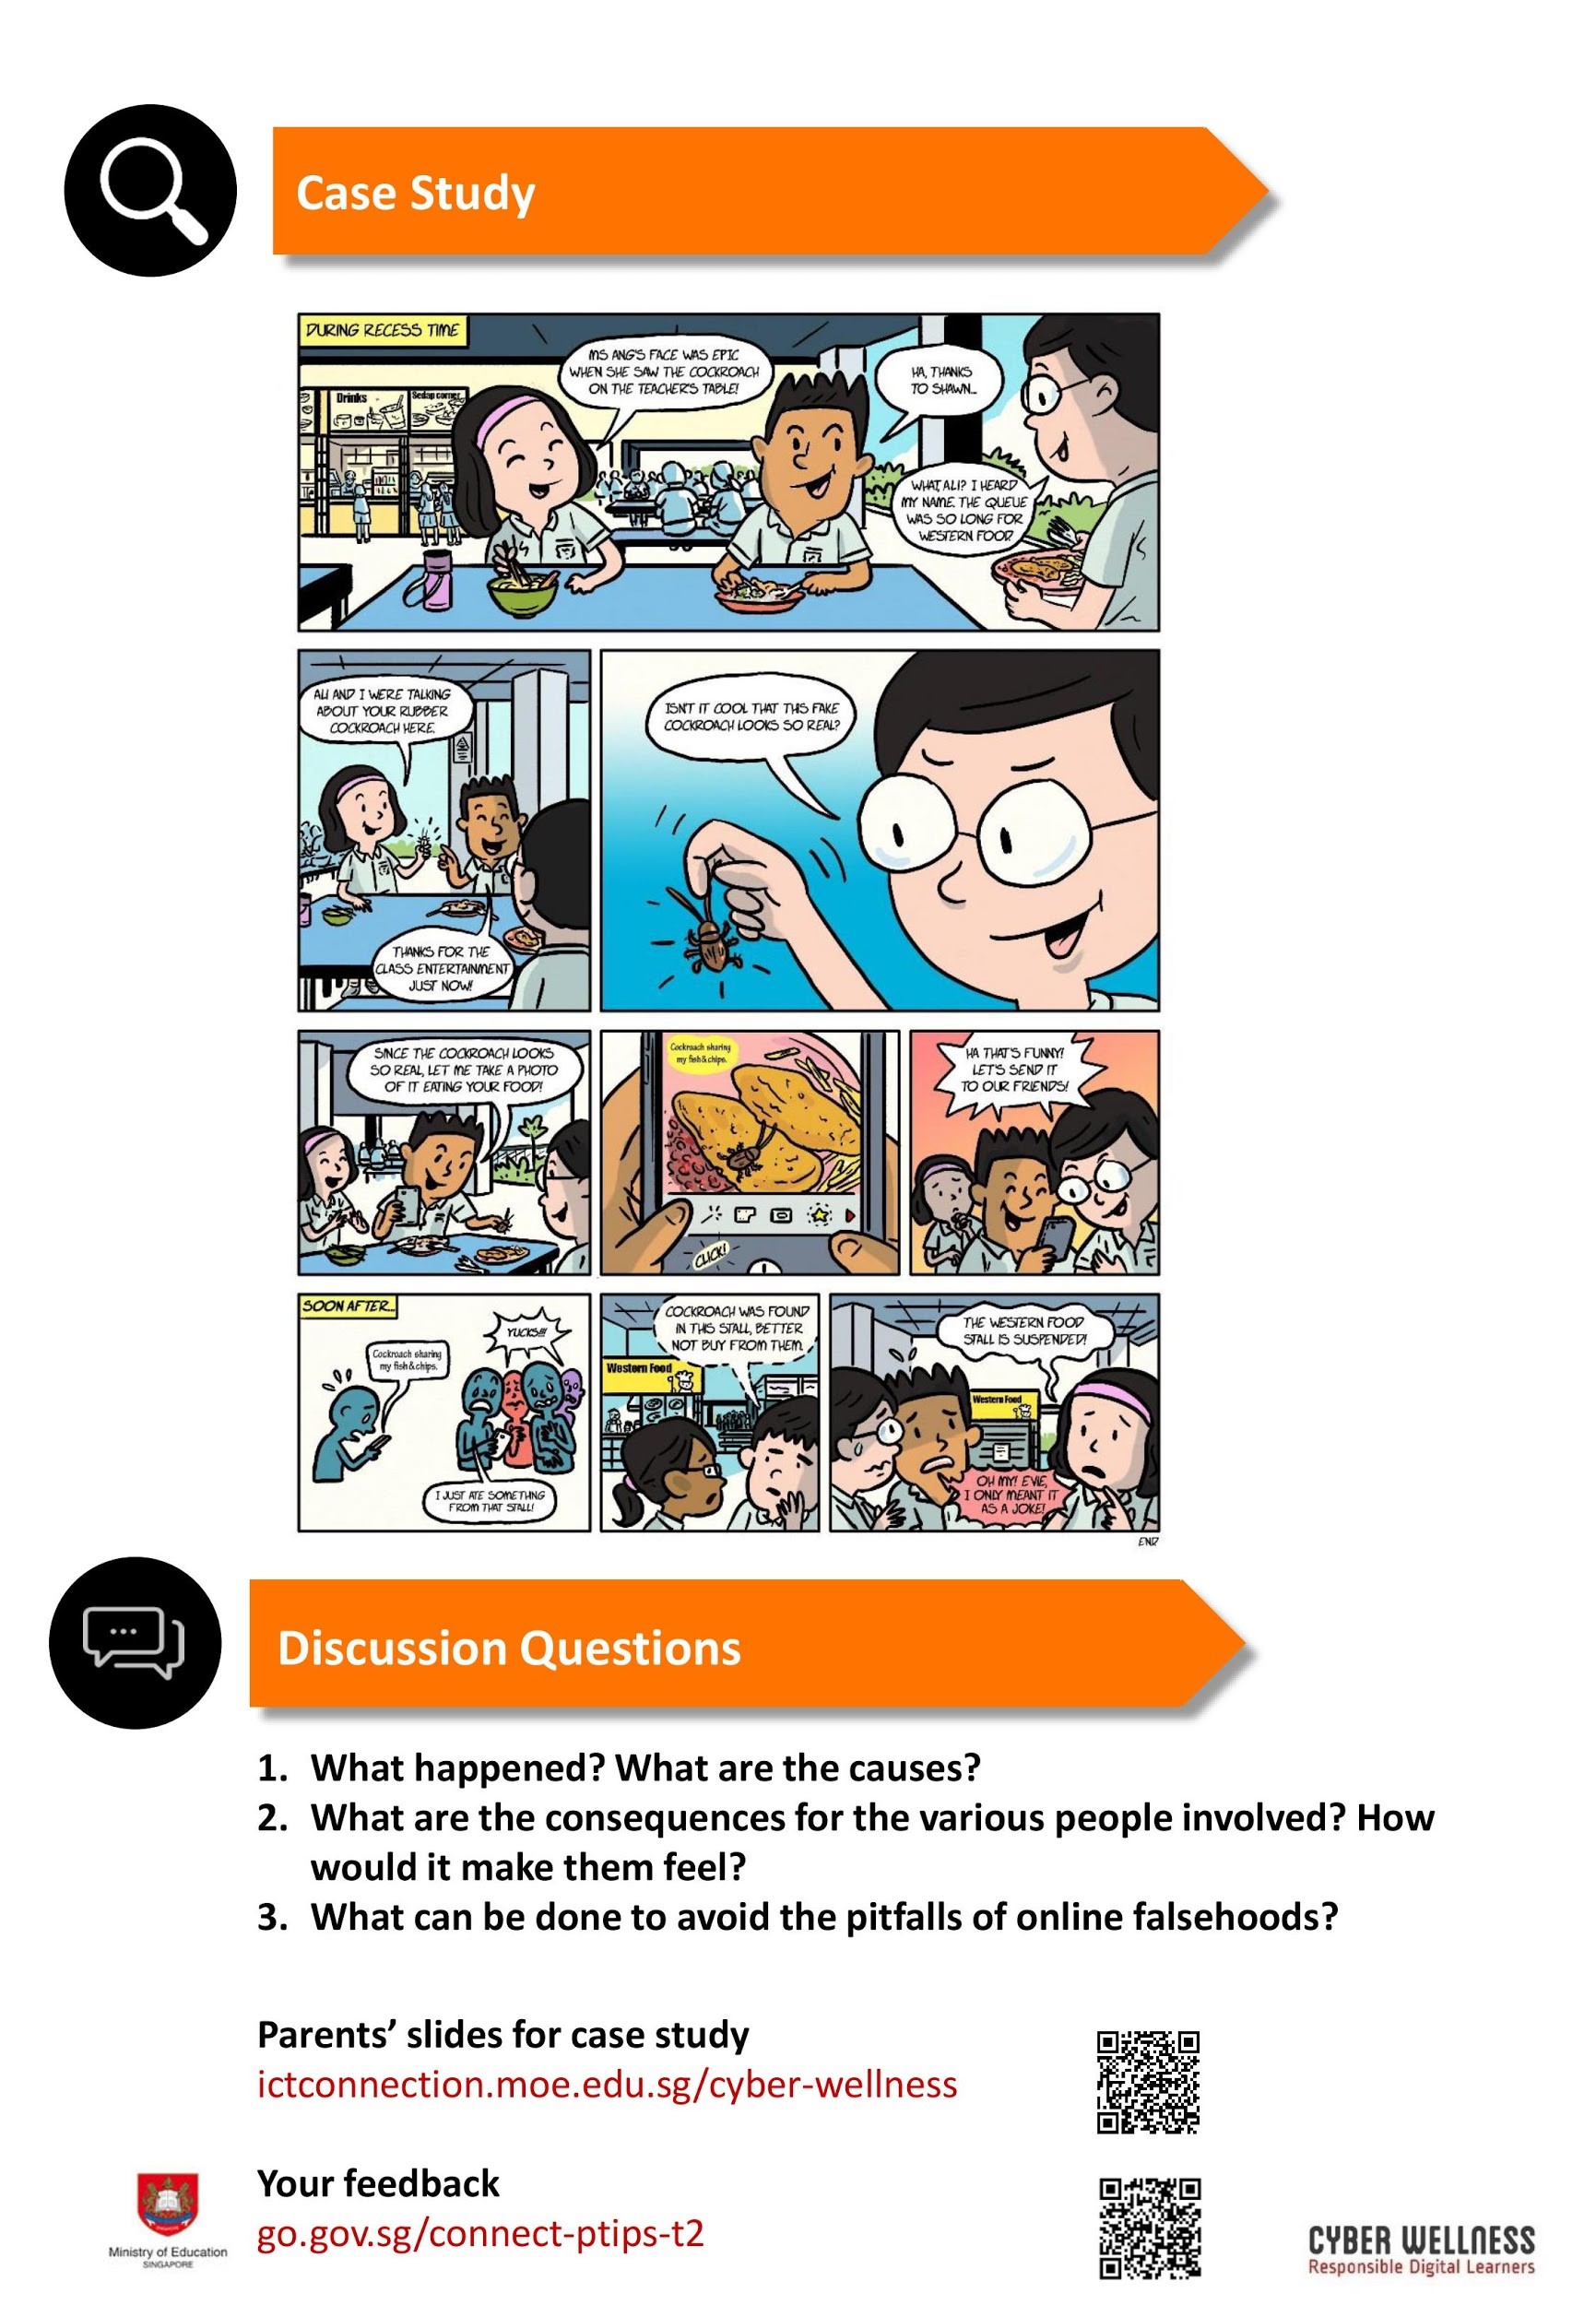 Case Study
DURING RECESS TIME
MS ANG'S FACE WAS EPIC
WHEN SHE SAW THE COCKROACH
ON THE TEACHER'S TABLE!
HA, THANKS
TO SHAWN...
WHAT, ALI? I HEARD
MY NAME. THE QUEUE
WAS SO LONG FOR
WESTERN FOOD.
Drinks
Sedap corner
ALI AND I WERE TALKING
ABOUT YOUR RUBBER
COCKROACH HERE.
THANKS FOR THE
CLASS ENTERTAINMENT
JUST NOW!
ISN'T IT COOL THAT THIS FAKE
COCKROACH LOOKS SO REAL?
SINCE THE COCKROACH LOOKS
SO REAL, LET ME TAKE A PHOTO
OF IT EATING YOUR FOOD!
Cockroach sharing
my fish & chips.
CLICK!
HA THAT'S FUNNY!
LET'S SEND IT
TO OUR FRIENDS!
SOON AFTER...
Cockroach sharing
my fish & chips.
YUCKS!!!
I JUST ATE SOMETHING
FROM THAT STALL!
COCKROACH WAS FOUND
IN THIS STALL, BETTER
NOT BUY FROM THEM.
Western Food
THE WESTERN FOOD
STALL IS SUSPENDED!
Western Food
OH MY! EVIE,
I ONLY MEANT IT
AS A JOKE!
END
Discussion Questions
1. What happened? What are the causes?
2. What are the consequences for the various people involved? How
would it make them feel?
3. What can be done to avoid the pitfalls of online falsehoods?
Parents’ slides for case study
ictconnection.moe.edu.sg/cyber-wellness
Your feedback
go.gov.sg/connect-ptips-t2
Ministry of Education
SINGAPORE
CYBER WELLNESS
Responsible Digital Learners